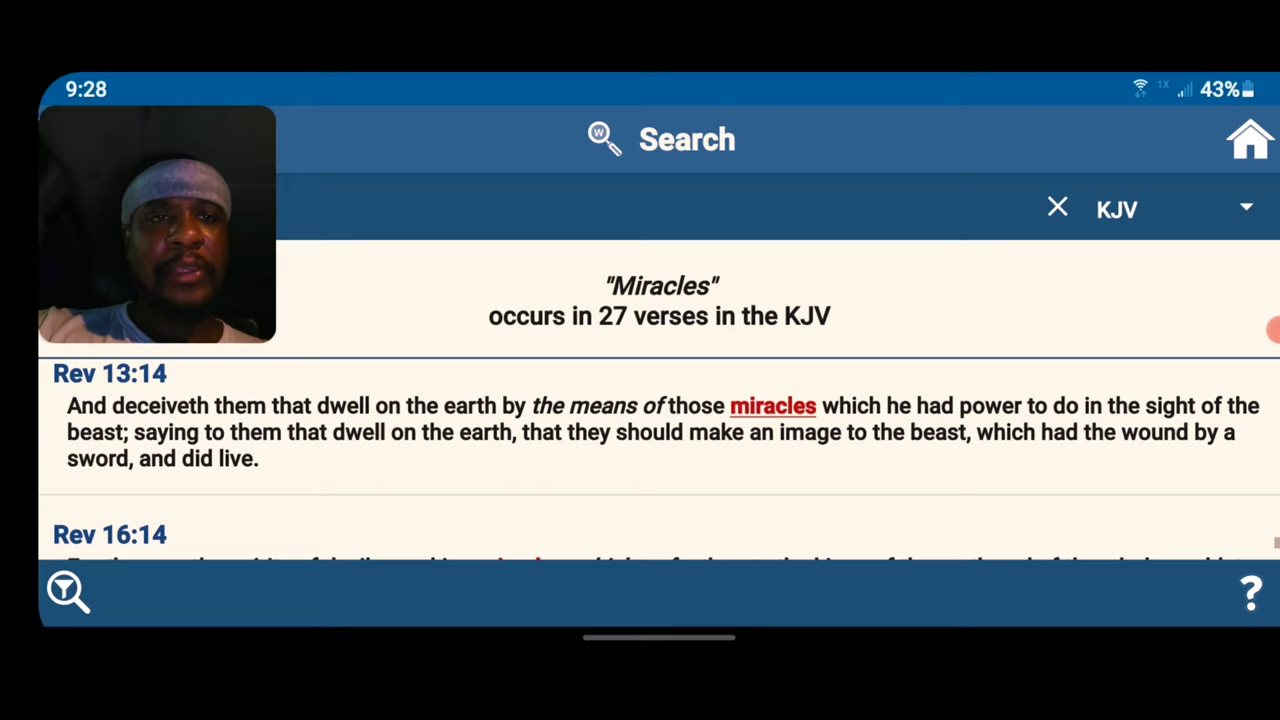 9:28
1X 43%
W Search
KJV
"Miracles"
occurs in 27 verses in the KJV
Rev 13:14
And deceiveth them that dwell on the earth by the means of those miracles which he had power to do in the sight of the
beast; saying to them that dwell on the earth, that they should make an image to the beast, which had the wound by a
sword, and did live.
Rev 16:14
?